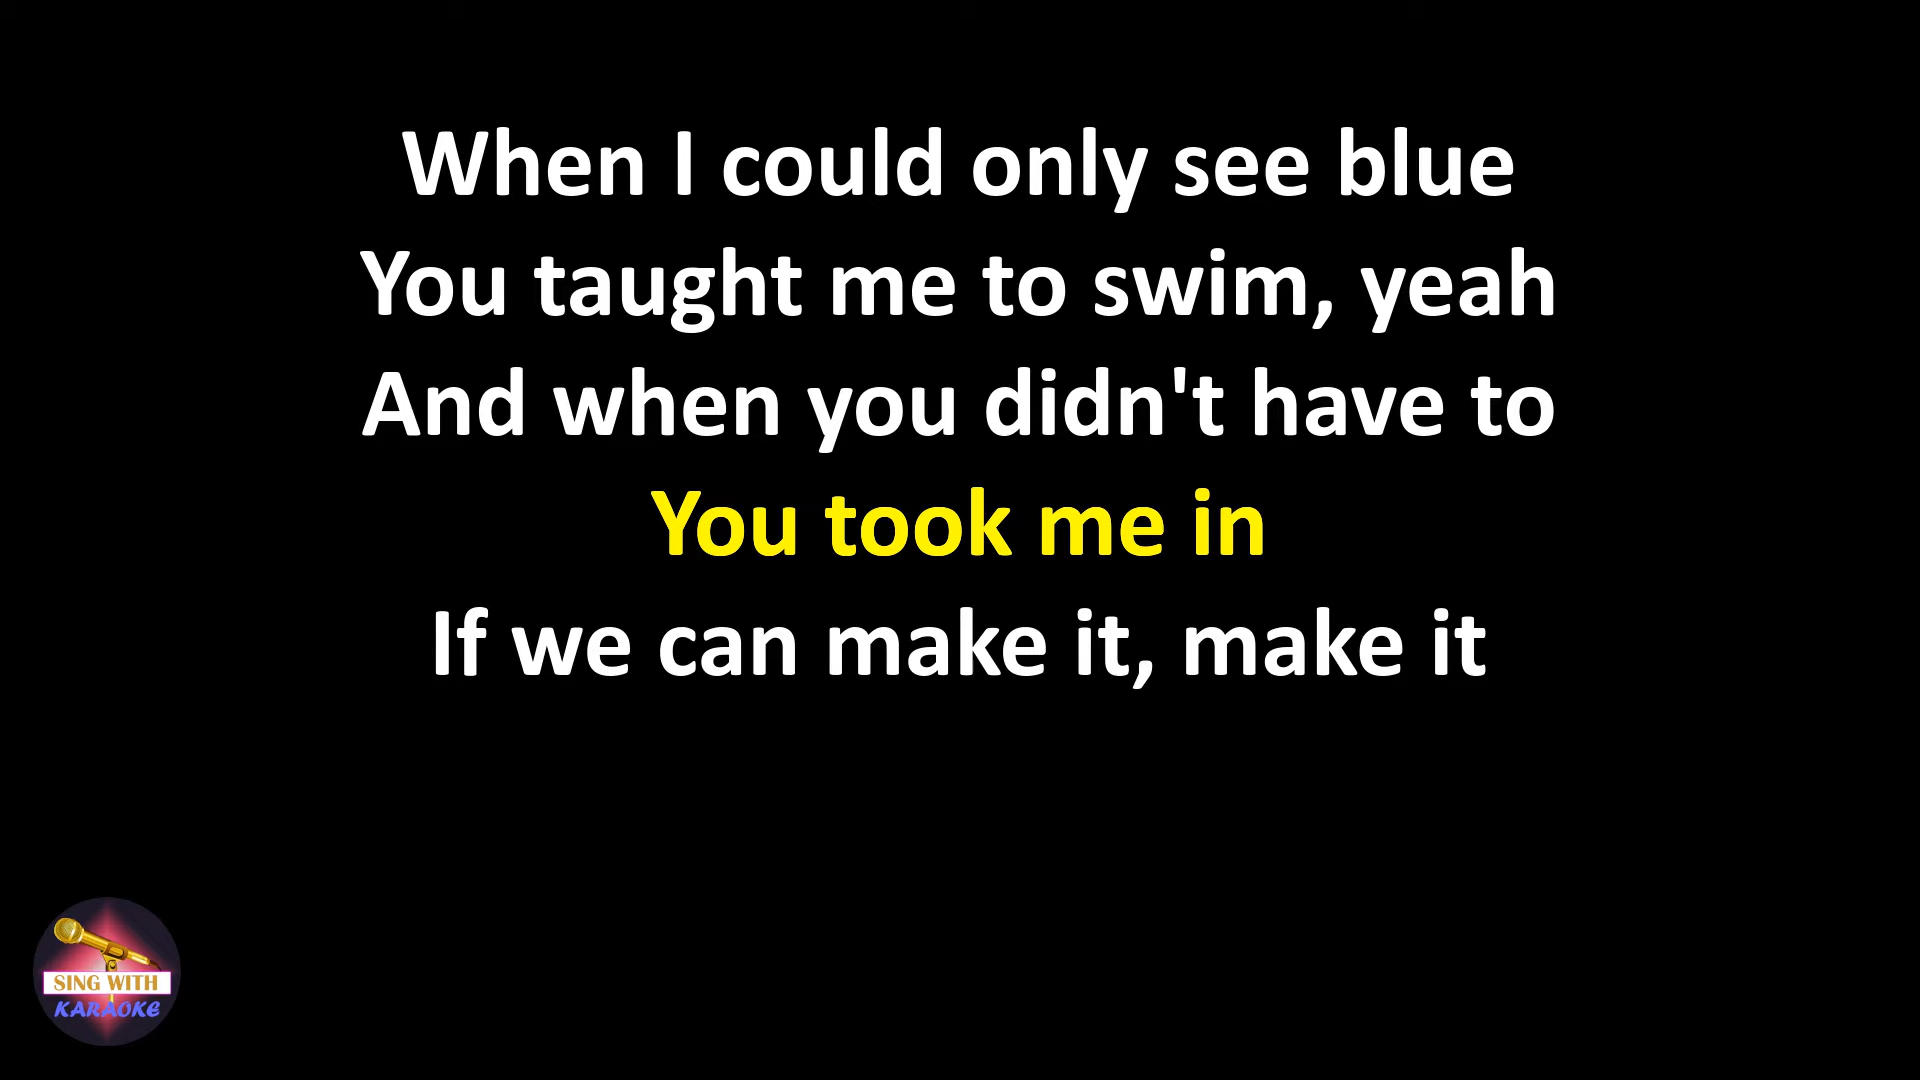 When I could only see blue
You taught me to swim, yeah
And when you didn't have to
You took me in
If we can make it, make it
SING WITH
KARAOKE